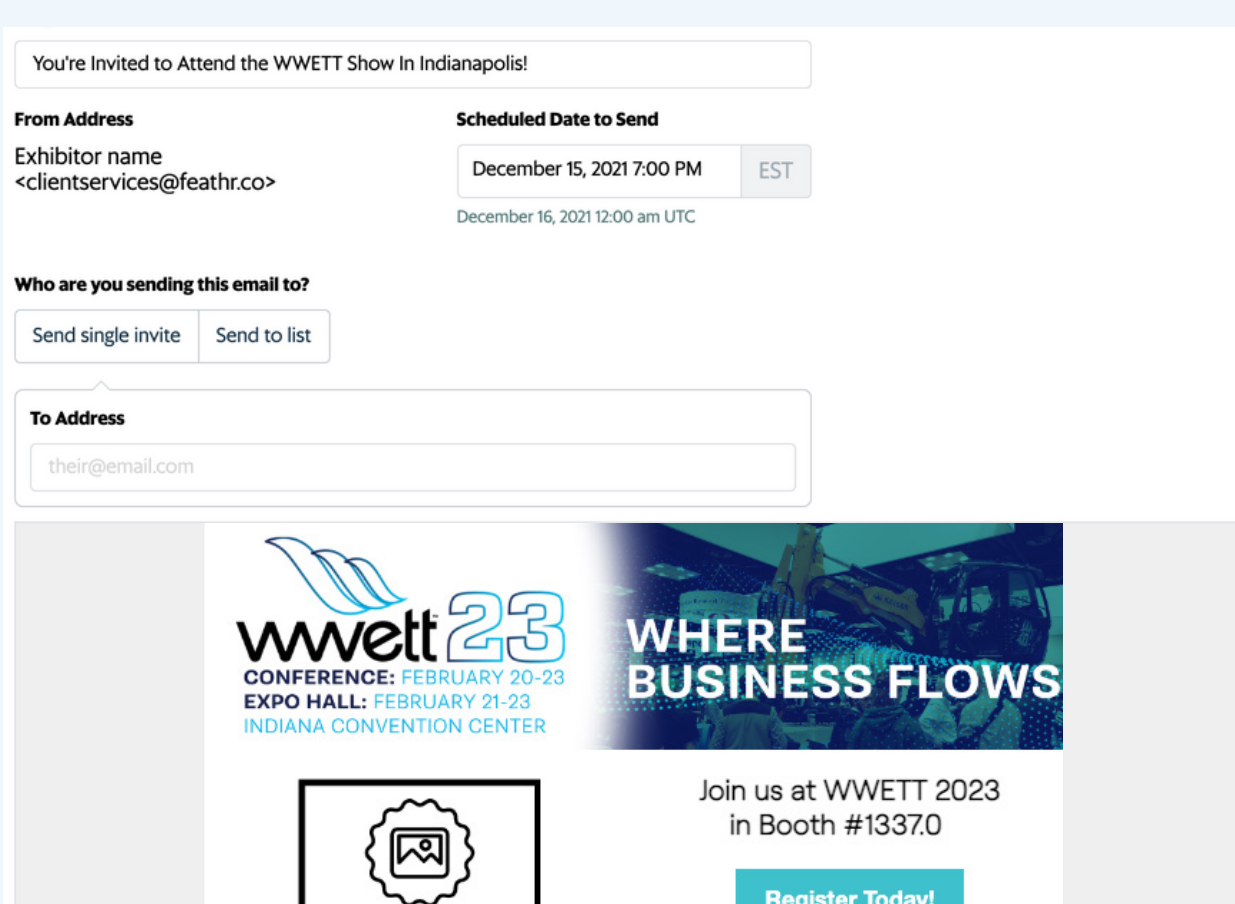 You're Invited to Attend the WWETT Show In Indianapolis!
From Address
Exhibitor name
<clientservices@feathr.co>
Scheduled Date to Send
December 15, 2021 7:00 PM
EST
December 16, 2021 12:00 am UTC
Who are you sending this email to?
Send single invite
Send to list
To Address
their@email.com
wwett 23
CONFERENCE: FEBRUARY 20-23
EXPO HALL: FEBRUARY 21-23
INDIANA CONVENTION CENTER
WHERE
BUSINESS FLOWS
Join us at WWETT 2023
in Booth #1337.0
Register Today!